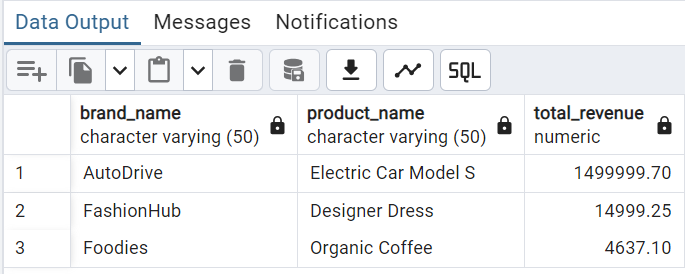 Data Output Messages Notifications
SQL
brand_name product_name total_revenue
character varying (50) character varying (50) numeric
1 AutoDrive Electric Car Model S 1499999.70
2 FashionHub Designer Dress 14999.25
3 Foodies Organic Coffee 4637.10